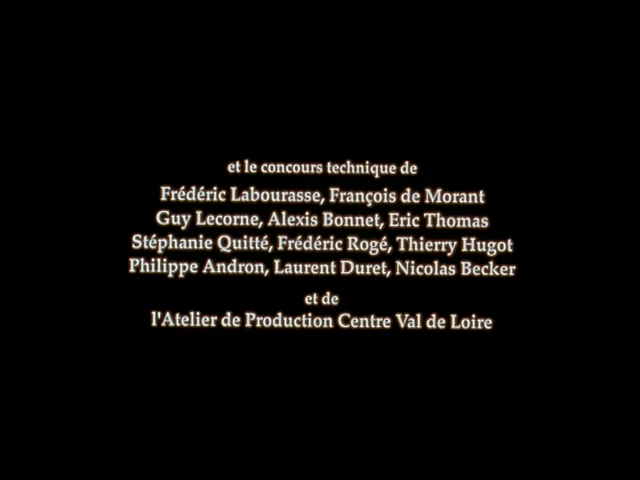 et le concours technique de
Frédéric Labourasse, François de Morant
Guy Lecorne, Alexis Bonnet, Eric Thomas
Stéphanie Quitté, Frédéric Rogé, Thierry Hugot
Philippe Andron, Laurent Duret, Nicolas Becker
et de
l'Atelier de Production Centre Val de Loire